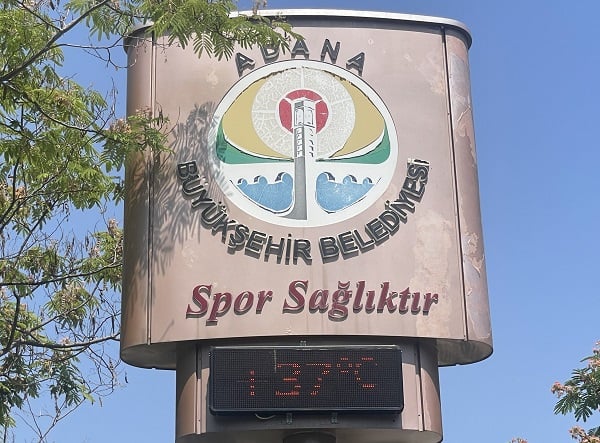 ADANA
BÜYÜKŞEHİR BELEDİYESİ
Spor Sağlıktır
+37°C